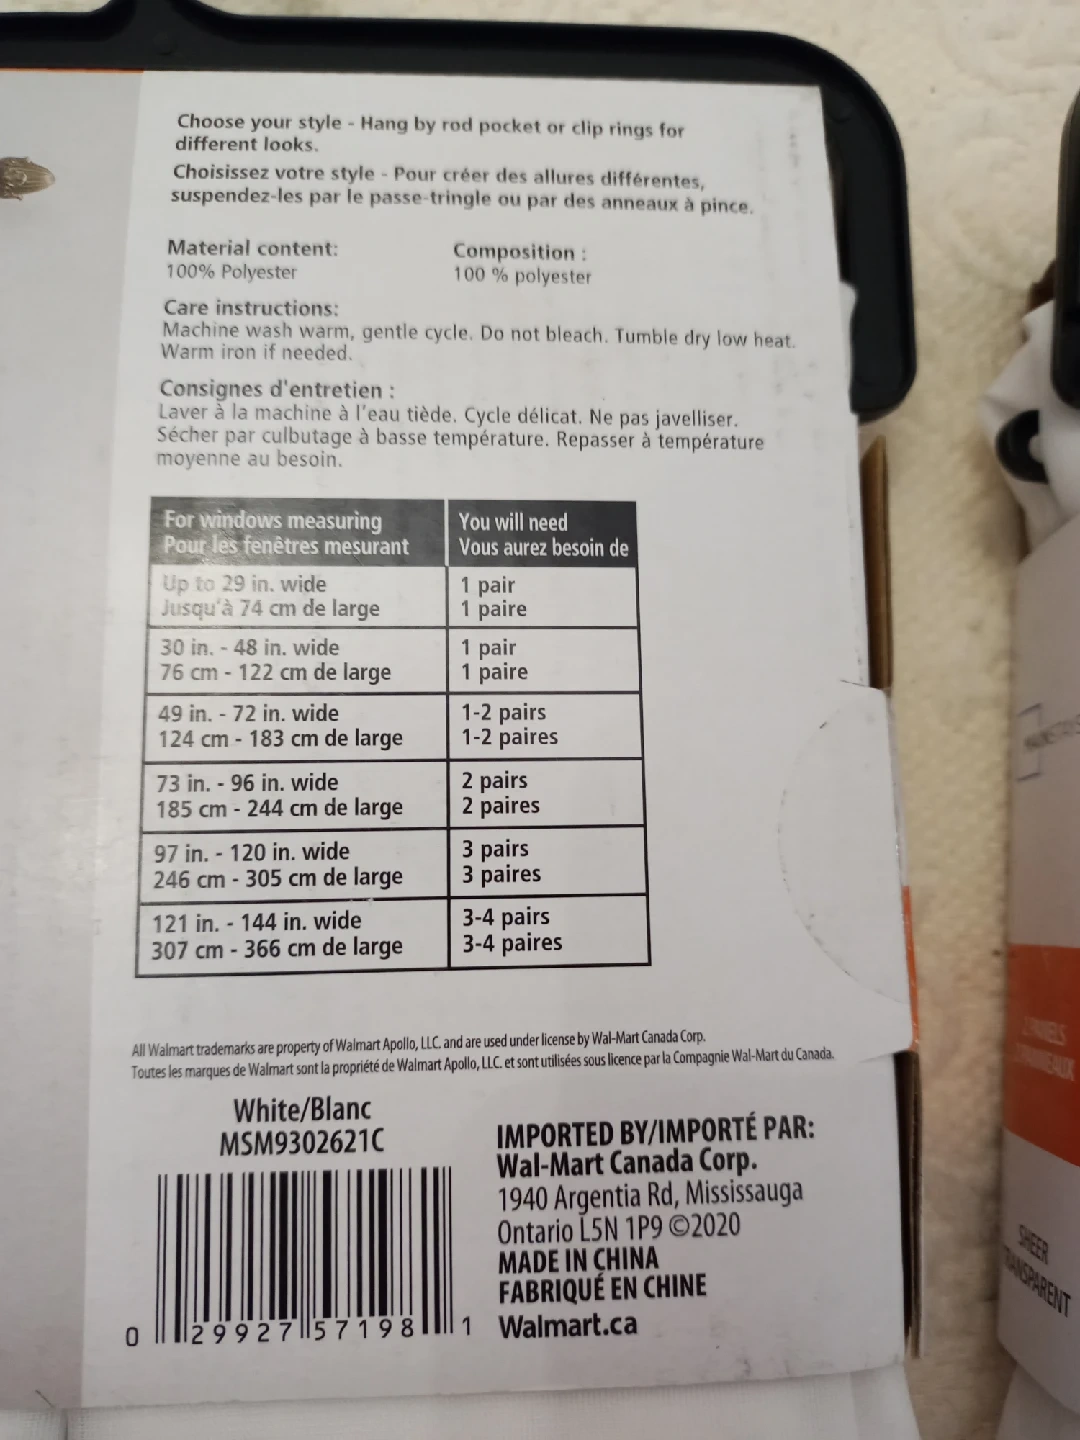 Choose your style - Hang by rod pocket or clip rings for
different looks.
Choisissez votre style - Pour créer des allures différentes,
suspendez-les par le passe-tringle ou par des anneaux à pince.
Material content:
100% Polyester
Composition :
100 % polyester
Care instructions:
Machine wash warm, gentle cycle. Do not bleach. Tumble dry low heat.
Warm iron if needed.
Consignes d'entretien :
Laver à la machine à l'eau tiède. Cycle délicat. Ne pas javelliser.
Sécher par culbutage à basse température. Repasser à température
moyenne au besoin.
For windows measuring
Pour les fenêtres mesurant
You will need
Vous aurez besoin de
Up to 29 in. wide
Jusqu'à 74 cm de large
1 pair
1 paire
30 in. - 48 in. wide
76 cm - 122 cm de large
1 pair
1 paire
49 in. - 72 in. wide
124 cm - 183 cm de large
1-2 pairs
1-2 paires
73 in. - 96 in. wide
185 cm - 244 cm de large
2 pairs
2 paires
97 in. - 120 in. wide
246 cm - 305 cm de large
3 pairs
3 paires
121 in. - 144 in. wide
307 cm - 366 cm de large
3-4 pairs
3-4 paires
All Walmart trademarks are property of Walmart Apollo, LLC. and are used under license by Wal-Mart Canada Corp.
Toutes les marques de Walmart sont la propriété de Walmart Apollo, LLC. et sont utilisées sous licence par la Compagnie Wal-Mart du Canada.
White/Blanc
MSM9302621C
0 29927 57198 1
IMPORTED BY/IMPORTÉ PAR:
Wal-Mart Canada Corp.
1940 Argentia Rd, Mississauga
Ontario L5N 1P9 ©2020
MADE IN CHINA
FABRIQUÉ EN CHINE
Walmart.ca
MAINSTAYS
SHEER